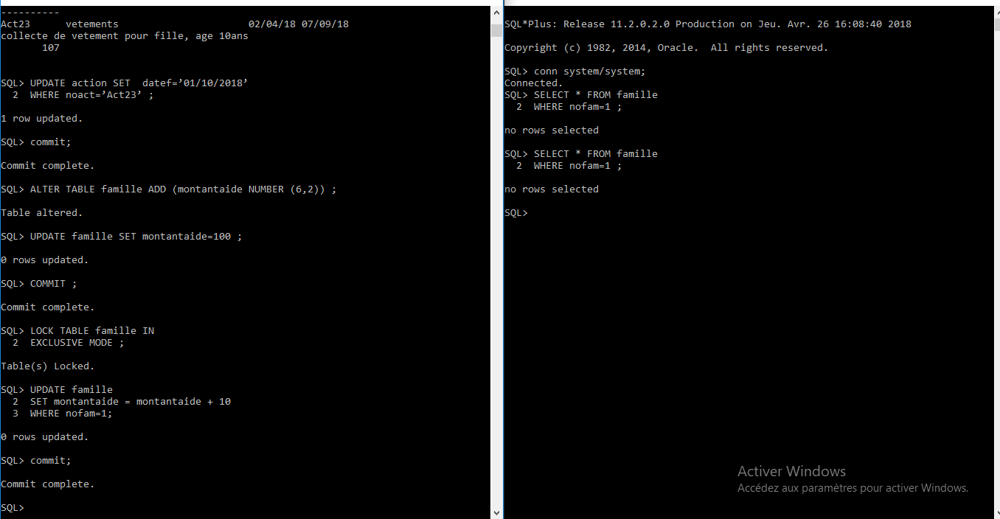 ----------
Act23      vetements                      02/04/18 07/09/18
collecte de vetement pour fille, age 10ans
       107
SQL> UPDATE action SET  datef=’01/10/2018’
  2  WHERE noact=’Act23’ ;
1 row updated.
SQL> commit;
Commit complete.
SQL> ALTER TABLE famille ADD (montantaide NUMBER (6,2)) ;
Table altered.
SQL> UPDATE famille SET montantaide=100 ;
0 rows updated.
SQL> COMMIT ;
Commit complete.
SQL> LOCK TABLE famille IN
  2  EXCLUSIVE MODE ;
Table(s) Locked.
SQL> UPDATE famille
  2  SET montantaide = montantaide + 10
  3  WHERE nofam=1;
0 rows updated.
SQL> commit;
Commit complete.
SQL>
SQL*Plus: Release 11.2.0.2.0 Production on Jeu. Avr. 26 16:08:40 2018
Copyright (c) 1982, 2014, Oracle.  All rights reserved.
SQL> conn system/system;
Connected.
SQL> SELECT * FROM famille
  2  WHERE nofam=1 ;
no rows selected
SQL> SELECT * FROM famille
  2  WHERE nofam=1 ;
no rows selected
SQL>
Activer Windows
Accédez aux paramètres pour activer Windows.